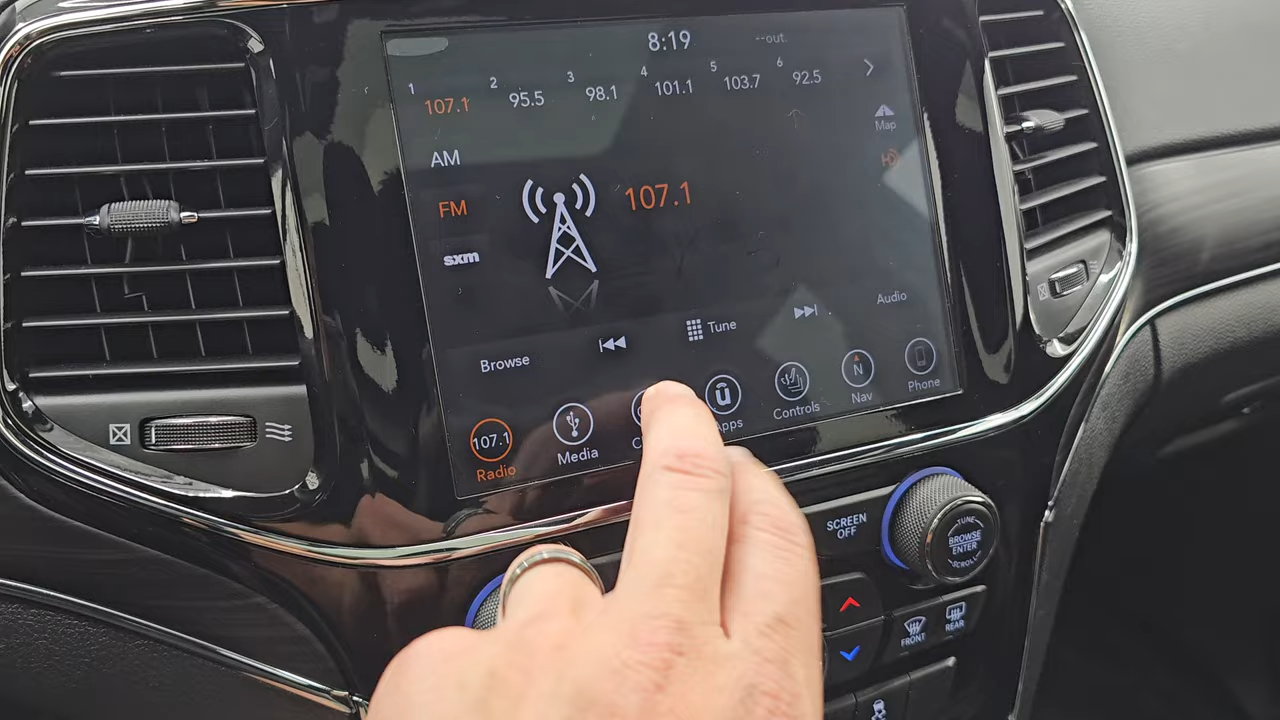 8:19
--out.
1 107.1 2 95.5 3 98.1 4 101.1 5 103.7 6 92.5
Map
AM
FM
sxm
107.1
Browse
Tune
Audio
107.1
Radio
Media
C
Apps
Controls
N
Nav
Phone
SCREEN
OFF
TUNE
BROWSE
ENTER
SCROLL
FRONT
REAR